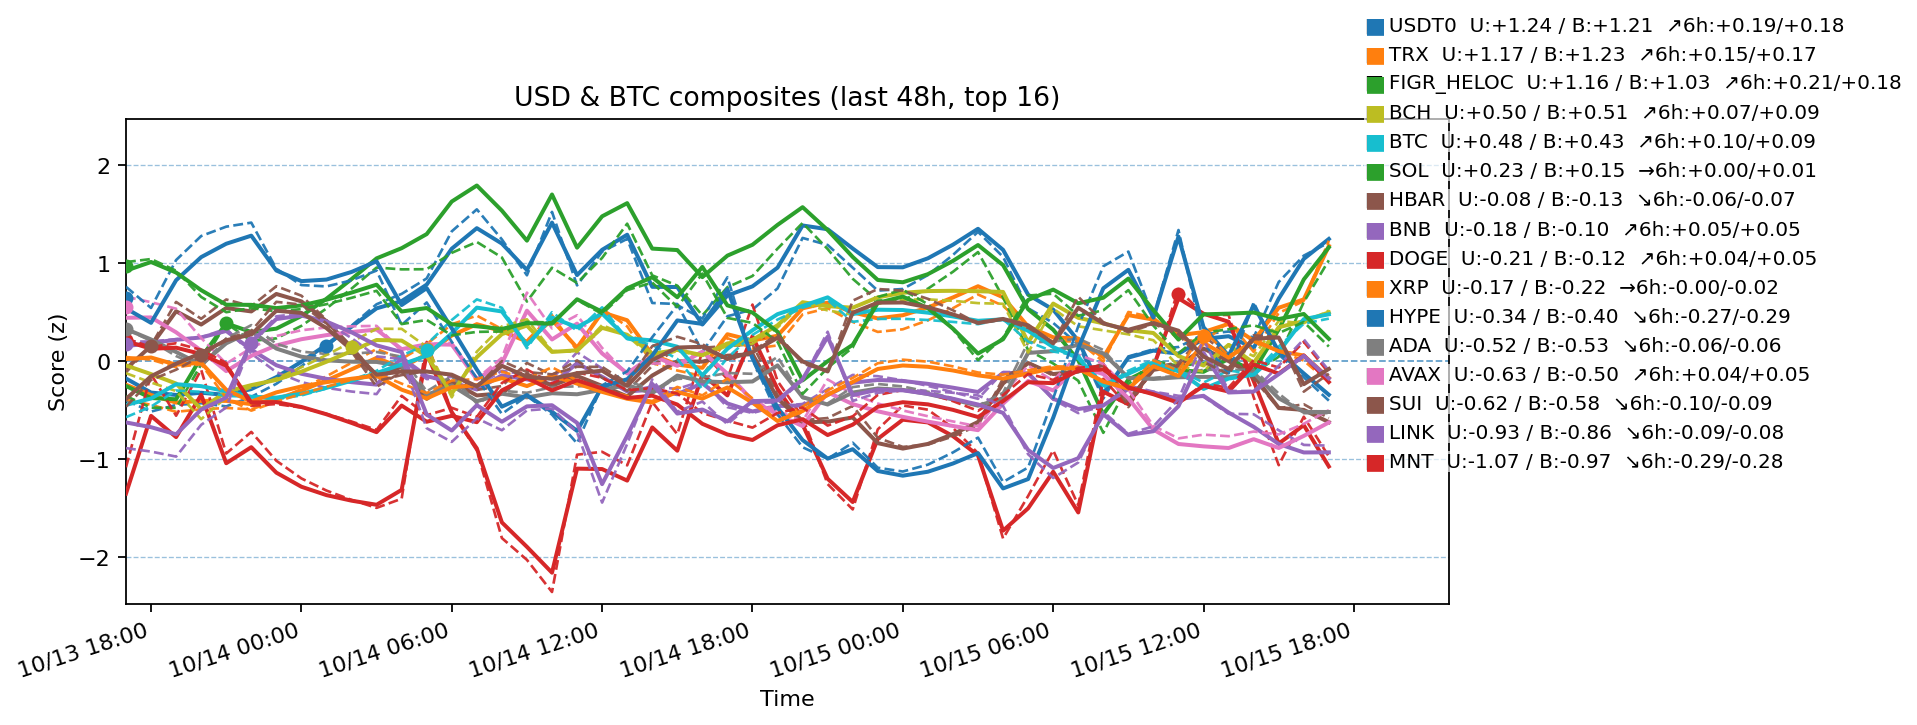 USD & BTC composites (last 48h, top 16)
USDT0 U:+1.24 / B:+1.21 ↗6h:+0.19/+0.18
TRX U:+1.17 / B:+1.23 ↗6h:+0.15/+0.17
FIGR_HELOC U:+1.16 / B:+1.03 ↗6h:+0.21/+0.18
BCH U:+0.50 / B:+0.51 ↗6h:+0.07/+0.09
BTC U:+0.48 / B:+0.43 ↗6h:+0.10/+0.09
SOL U:+0.23 / B:+0.15 →6h:+0.00/+0.01
HBAR U:-0.08 / B:-0.13 ↘6h:-0.06/-0.07
BNB U:-0.18 / B:-0.10 ↗6h:+0.05/+0.05
DOGE U:-0.21 / B:-0.12 ↗6h:+0.04/+0.05
XRP U:-0.17 / B:-0.22 →6h:-0.00/-0.02
HYPE U:-0.34 / B:-0.40 ↘6h:-0.27/-0.29
ADA U:-0.52 / B:-0.53 ↘6h:-0.06/-0.06
AVAX U:-0.63 / B:-0.50 ↗6h:+0.04/+0.05
SUI U:-0.62 / B:-0.58 ↘6h:-0.10/-0.09
LINK U:-0.93 / B:-0.86 ↘6h:-0.09/-0.08
MNT U:-1.07 / B:-0.97 ↘6h:-0.29/-0.28
Score (z)
2
1
0
−1
−2
10/13 18:00
10/14 00:00
10/14 06:00
10/14 12:00
10/14 18:00
10/15 00:00
10/15 06:00
10/15 12:00
10/15 18:00
Time